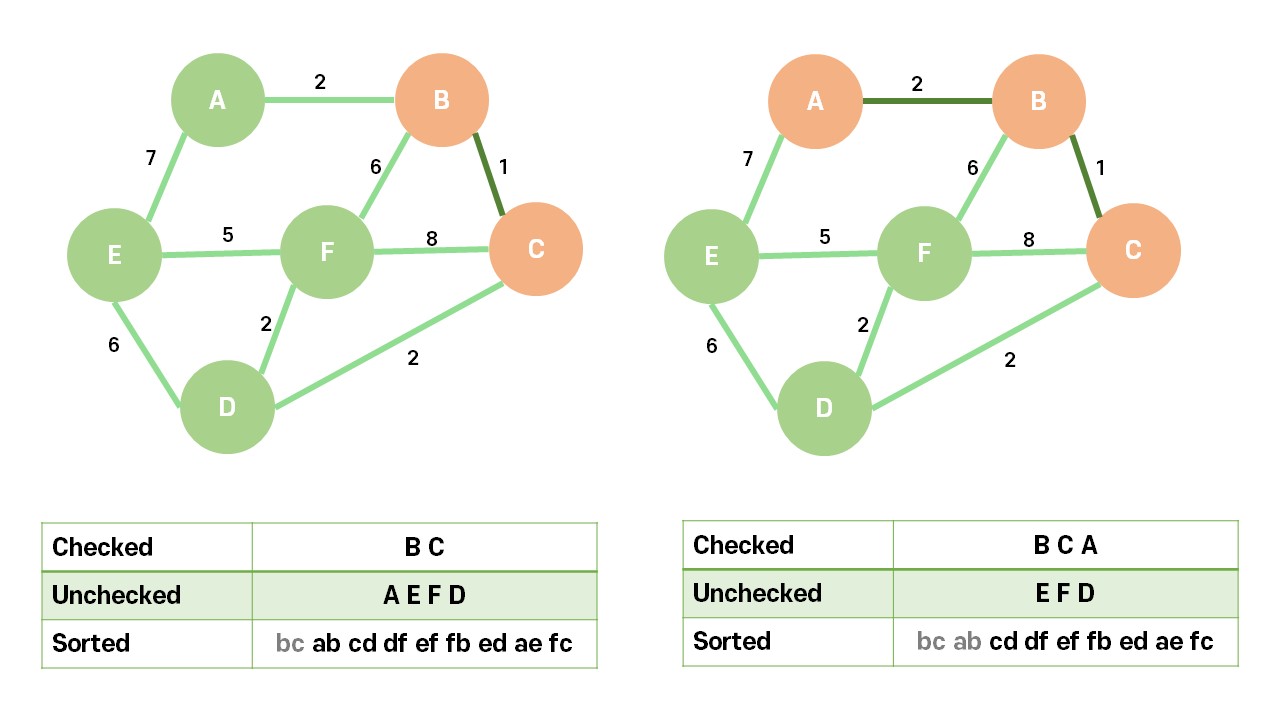 2
A
B
7
6
1
E
5
F
8
C
6
2
2
D
2
A
B
7
6
1
E
5
F
8
C
6
2
2
D
Checked B C
Unchecked A E F D
Sorted bc ab cd df ef fb ed ae fc
Checked B C A
Unchecked E F D
Sorted bc ab cd df ef fb ed ae fc